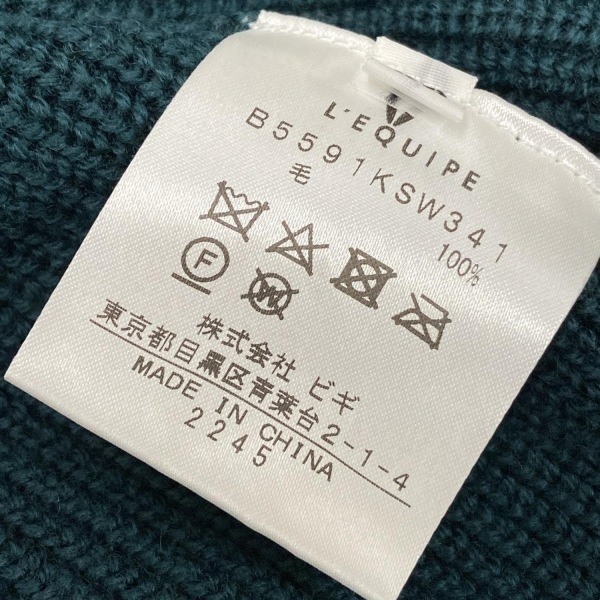 L'EQUIPE
B5591KSW341
毛 100%
F
W
株式会社 ビギ
東京都目黒区青葉台2-1-4
MADE IN CHINA
2245